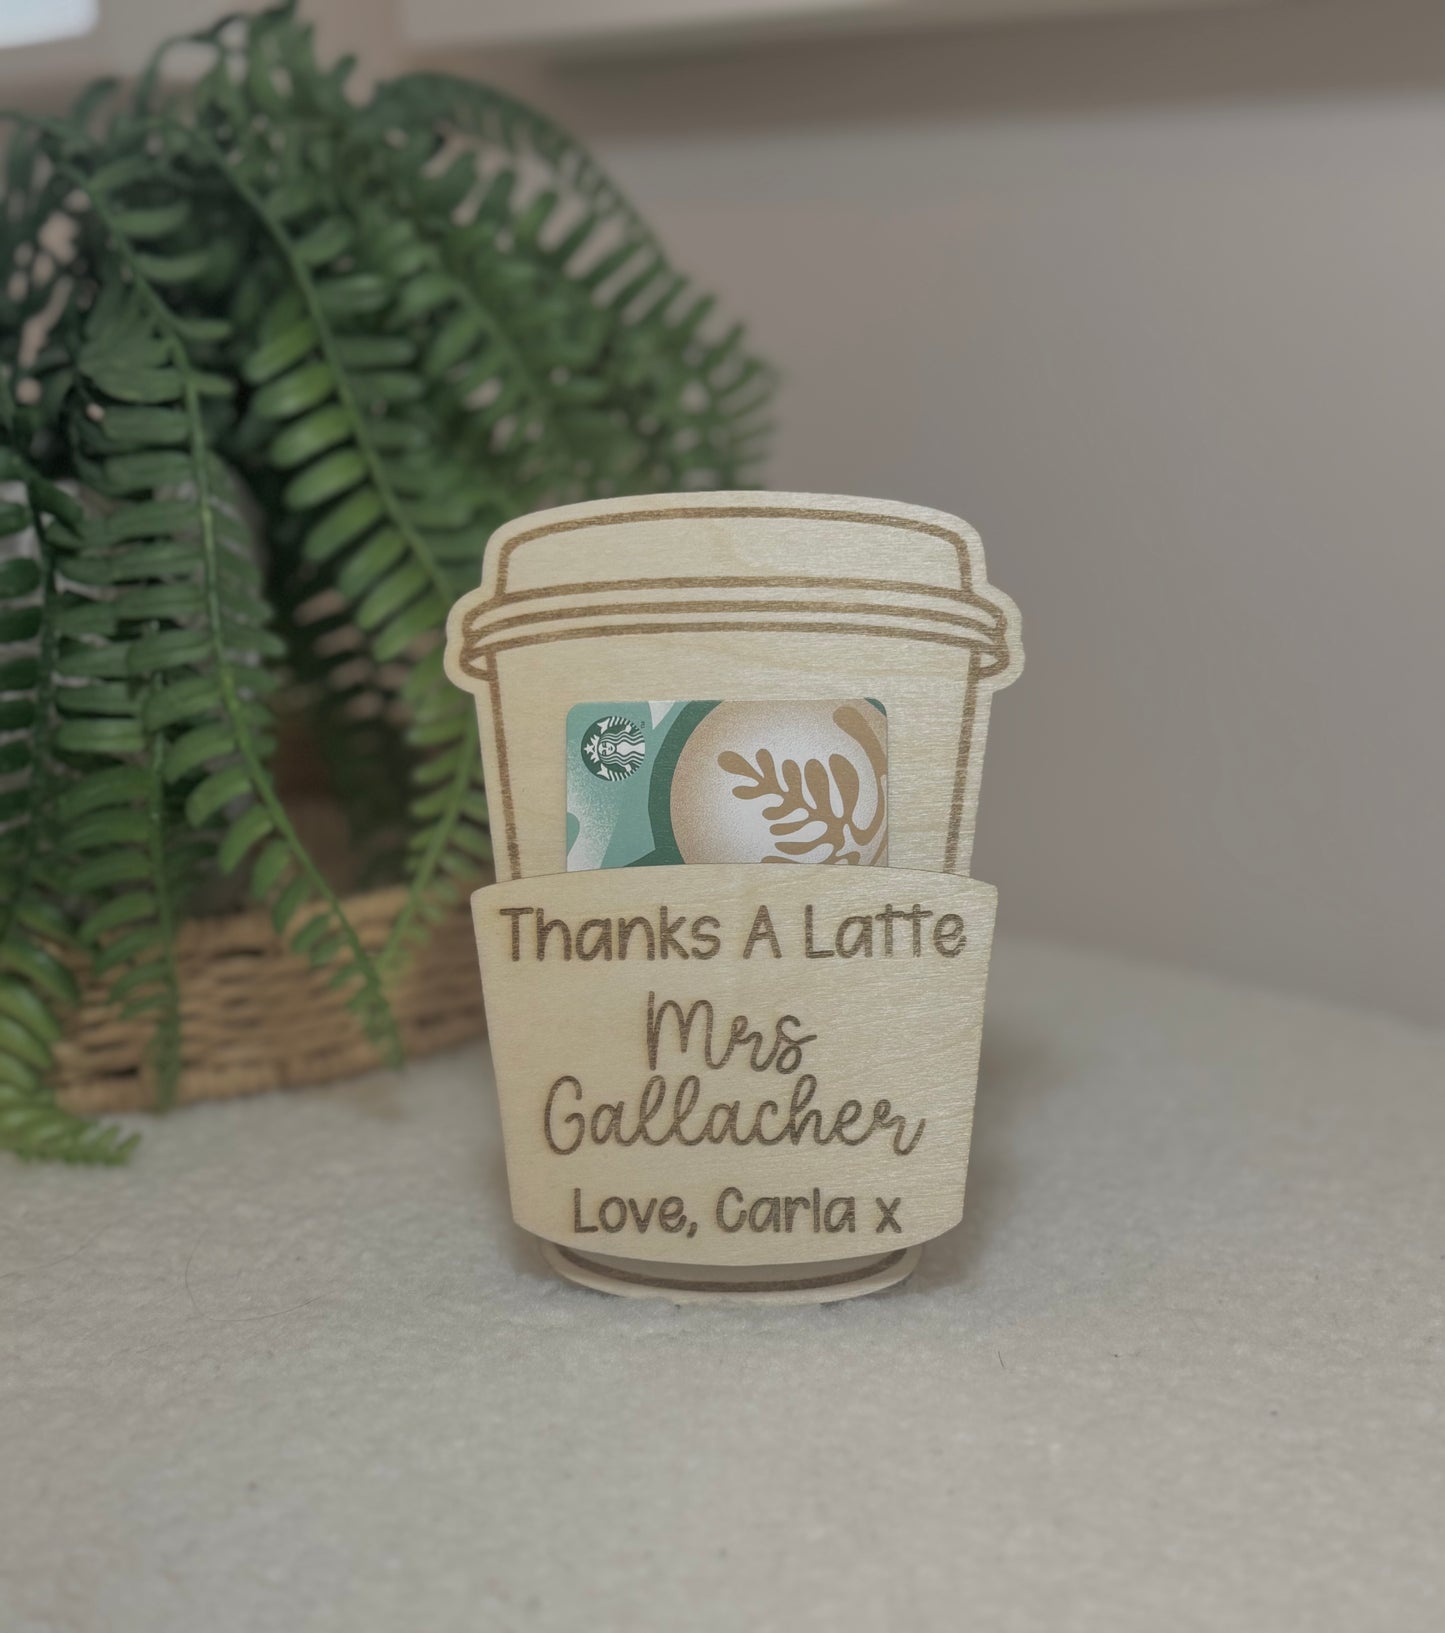 Thanks A Latte
Mrs
Gallacher
Love, Carla x